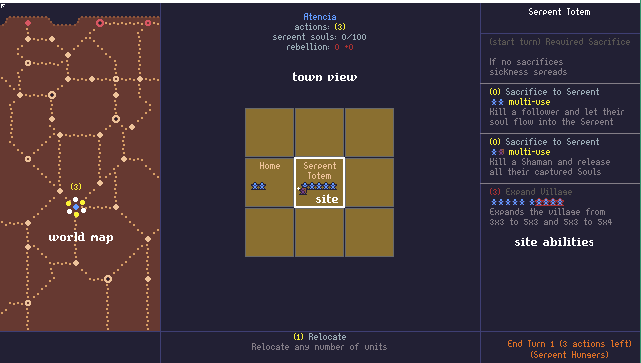 Atencia
actions: (3)
serpent souls: 0/100
rebellion: 0 +0
town view
(3)
world map
Home
Serpent
Totem
site
(1) Relocate
Relocate any number of units
Serpent Totem
(start turn) Required Sacrifice
If no sacrifices
sickness spreads
(0) Sacrifice to Serpent
multi-use
Kill a follower and let their
soul flow into the Serpent
(0) Sacrifice to Serpent
multi-use
Kill a Shaman and release
all their captured Souls
(3) Expand Village
Expands the village from
3x3 to 5x3 and 5x3 to 5x4
site abilities
End Turn 1 (3 actions left)
(Serpent Hungers)